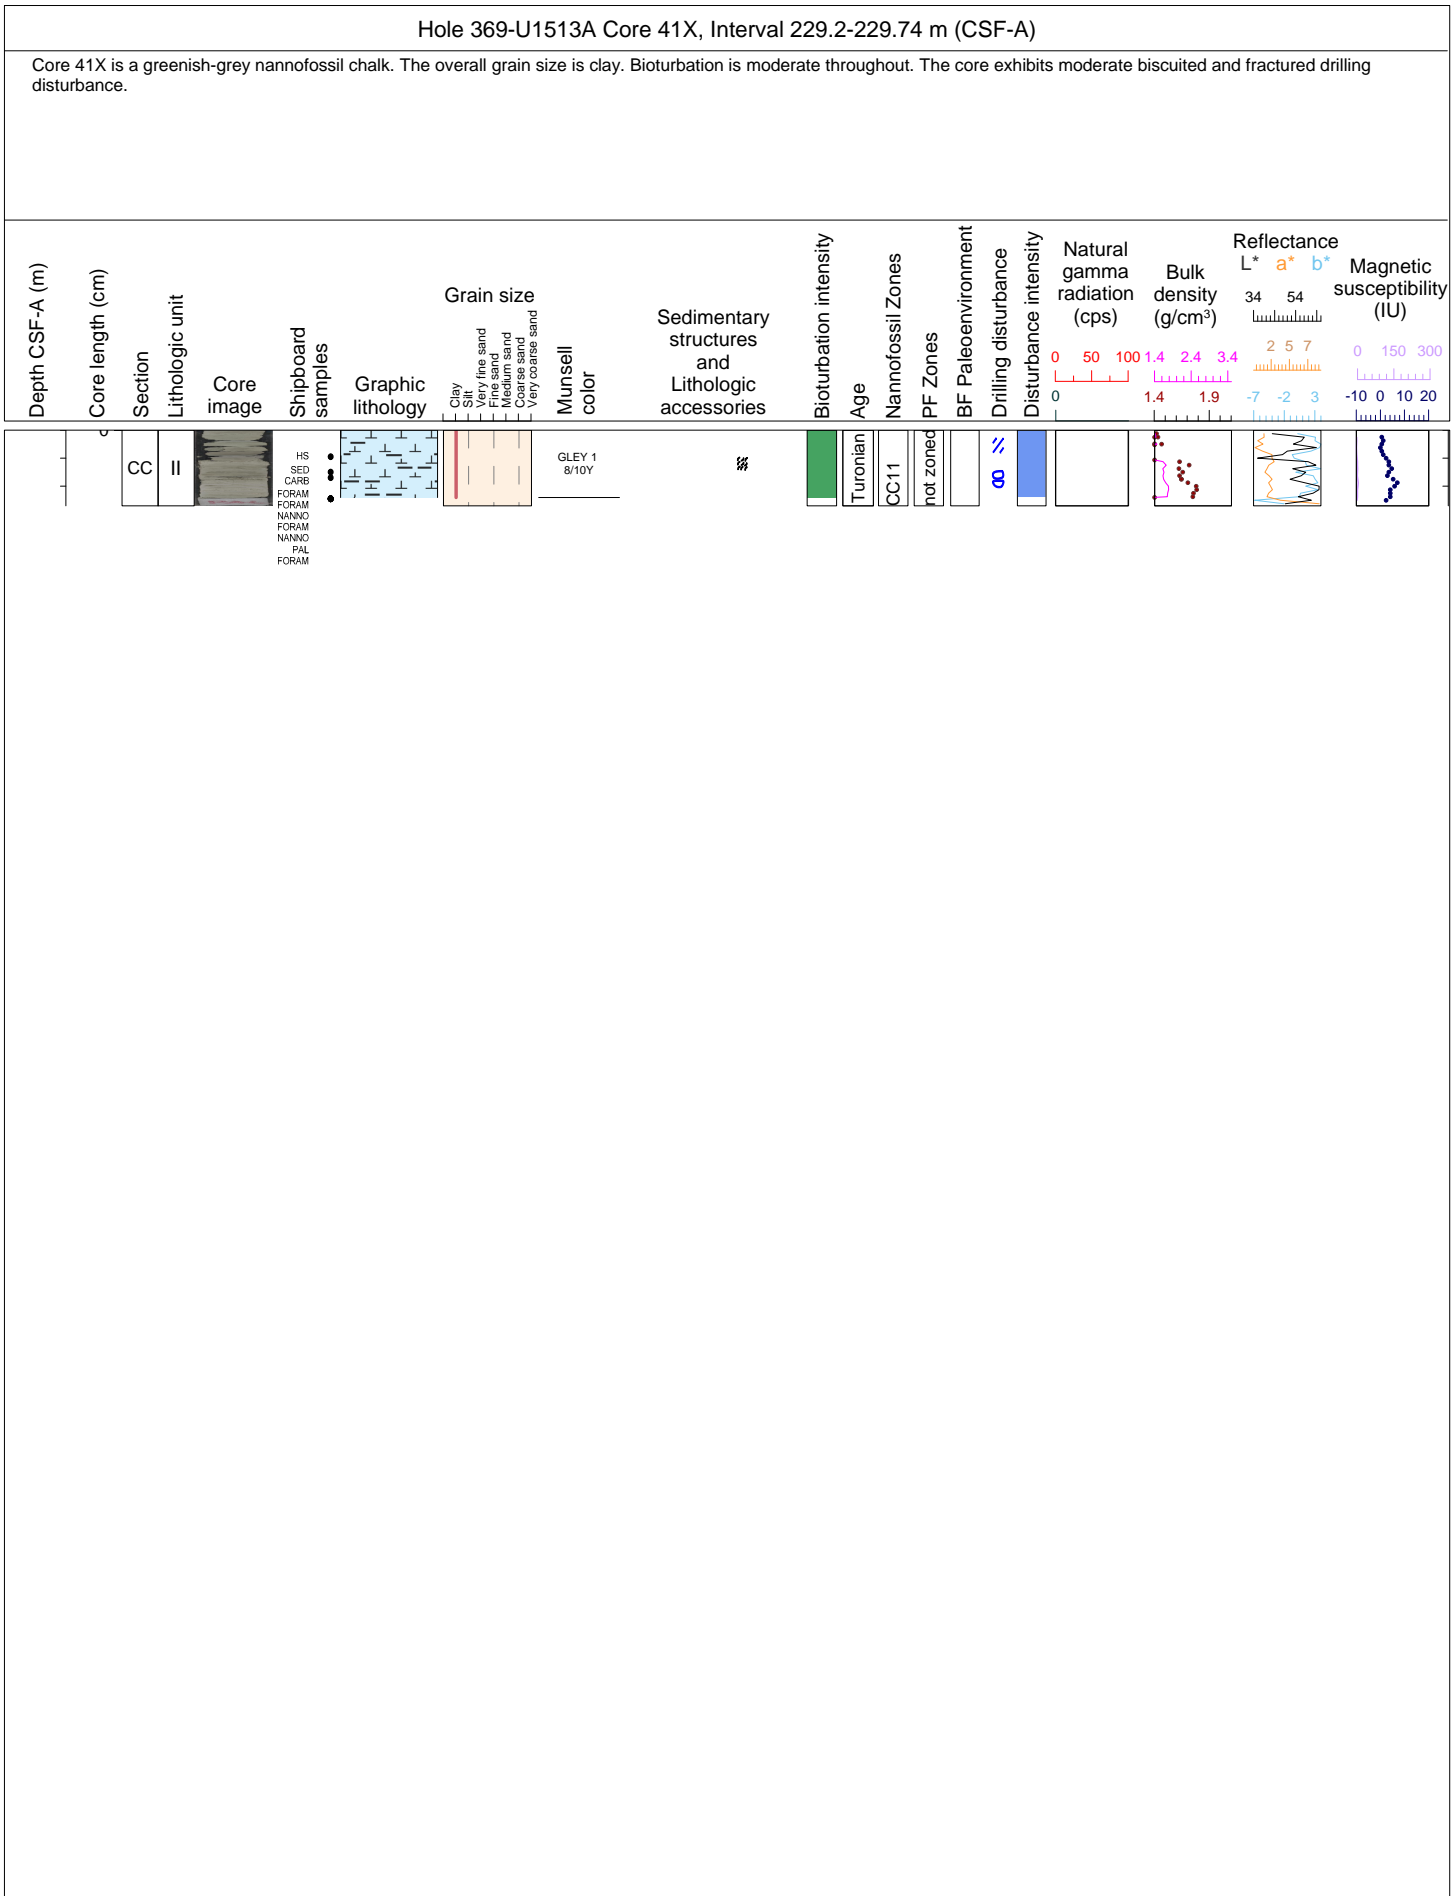 Hole 369-U1513A Core 41X, Interval 229.2-229.74 m (CSF-A)
Core 41X is a greenish-grey nannofossil chalk. The overall grain size is clay. Bioturbation is moderate throughout. The core exhibits moderate biscuited and fractured drilling
disturbance.
Depth CSF-A (m)
Core length (cm)
Section
Lithologic unit
Core
image
Shipboard
samples
Graphic
lithology
Grain size
Clay
Silt
Very fine sand
Fine sand
Medium sand
Coarse sand
Very coarse sand
Munsell
color
Sedimentary
structures
and
Lithologic
accessories
Bioturbation intensity
Age
Nannofossil Zones
PF Zones
BF Paleoenvironment
Drilling disturbance
Disturbance intensity
Natural
gamma
radiation
(cps)
0 50 100
0
Bulk
density
(g/cm³)
1.4 2.4 3.4
1.4 1.9
Reflectance
L* a* b*
34 54
2 5 7
-7 -2 3
Magnetic
susceptibility
(IU)
0 150 300
-10 0 10 20
0
CC
II
HS
SED
CARB
FORAM
FORAM
NANNO
FORAM
NANNO
PAL
FORAM
GLEY 1
8/10Y
Turonian
CC11
not zoned